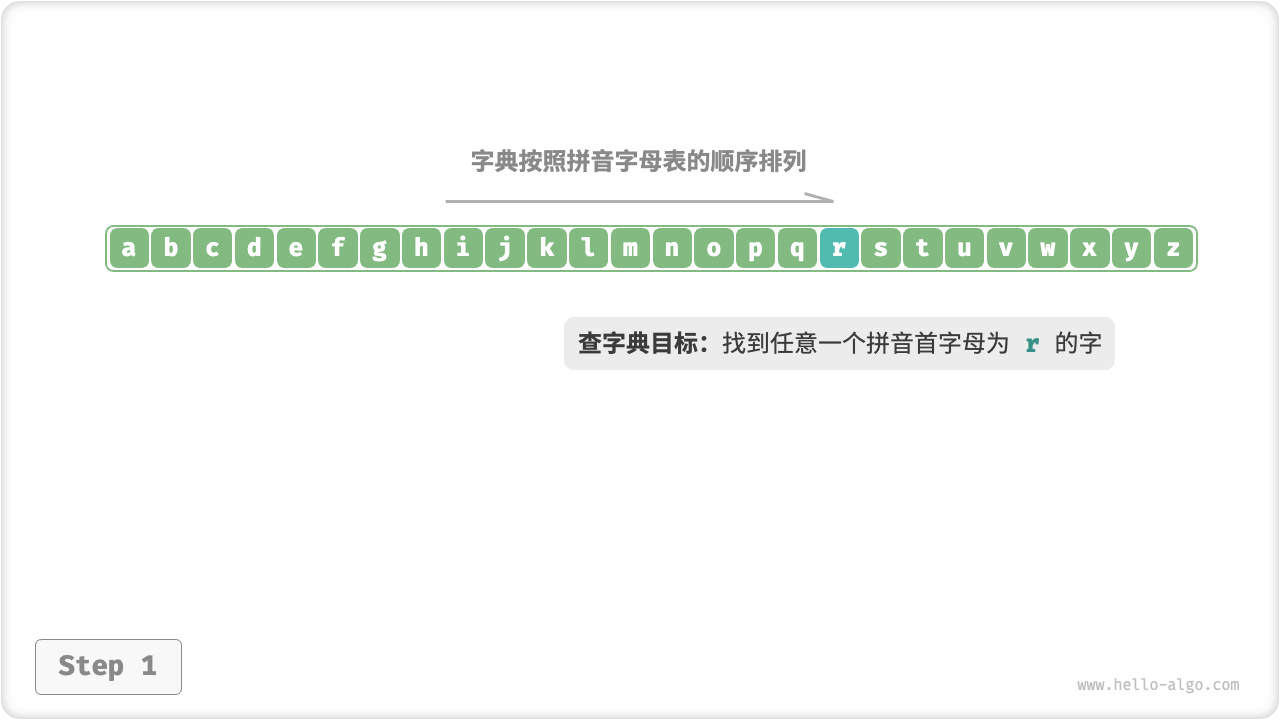 字典按照拼音字母表的顺序排列
a b c d e f g h i j k l m n o p q r s t u v w x y z
查字典目标：找到任意一个拼音首字母为 r 的字
Step 1
www.hello-algo.com